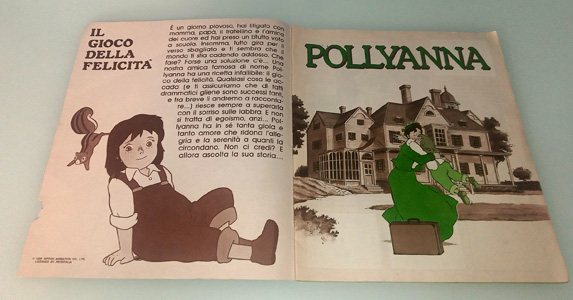 IL
GIOCO
DELLA
FELICITÀ
È un giorno piovoso, hai litigato con
mamma, papà, il fratellino e l'amica
del cuore ed hai preso un brutto voto
a scuola. Insomma, tutto gira per il
verso sbagliato e ti sembra che il
mondo ti stia cadendo addosso. Che
fare? Forse una soluzione c'è... Una
nostra amica famosa di nome Pol-
lyanna ha una ricetta infallibile: il gio-
co della felicità. Qualsiasi cosa le ac-
cada (e ti assicuriamo che di fatti
drammatici gliene sono successi tanti,
e tra breve li andremo a racconta-
re...) riesce sempre a superarla
con il sorriso sulle labbra. E non
si tratta di egoismo, anzi... Pol-
lyanna ha in sé tanta gioia e
tanto amore che ridona l'alle-
gria e la serenità a quanti la
circondano. Non ci credi? E
allora ascolta la sua storia...
POLLYANNA